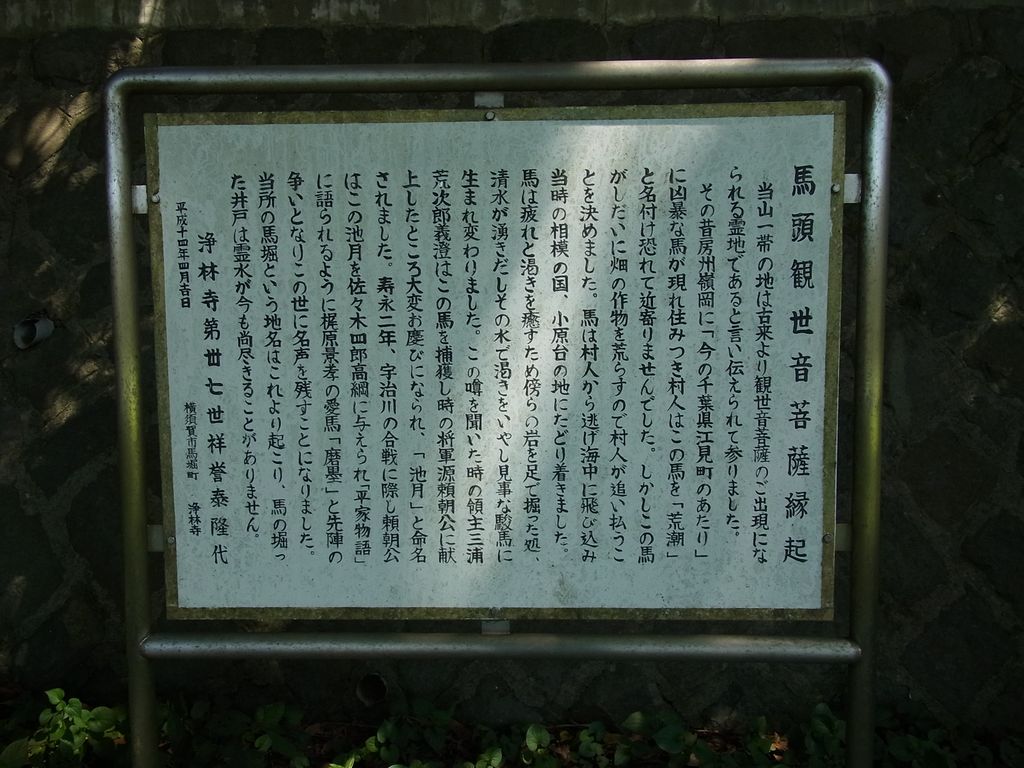 馬頭観世音菩薩縁起
当山一帯の地は古来より観世音菩薩のご出現にな
られる霊地であると言い伝えられて参りました。
その昔房州嶺岡に「今の千葉県江見町のあたり」
に凶暴な馬が現れ住みつき村人はこの馬を「荒潮」
と名付け恐れて近寄りませんでした。しかしこの馬
がしだいに畑の作物を荒らすので村人が追い払うこ
とを決めました。馬は村人から逃げ海中に飛び込み
当時の相模の国、小原台の地にたどり着きました。
馬は疲れと渇きを癒すため傍らの岩を足で掘った処、
清水が湧きだしその水で渇きをいやし見事な駿馬に
生まれ変わりました。この噂を聞いた時の領主三浦
荒次郎義澄はこの馬を捕獲し時の将軍源頼朝公に献
上したところ大変お慶びになられ、「池月」と命名
されました。寿永二年、宇治川の合戦に際し頼朝公
はこの池月を佐々木四郎高綱に与えられ「平家物語」
に語られるように梶原景季の愛馬「磨墨」と先陣の
争いとなりこの世に名声を残すことになりました。
当所の馬堀という地名はこれより起こり、馬の堀っ
た井戸は霊水が今も尚尽きることがありません。
浄林寺第丗七世祥誉泰隆代
平成十四年四月吉日
横須賀市馬堀町 浄林寺